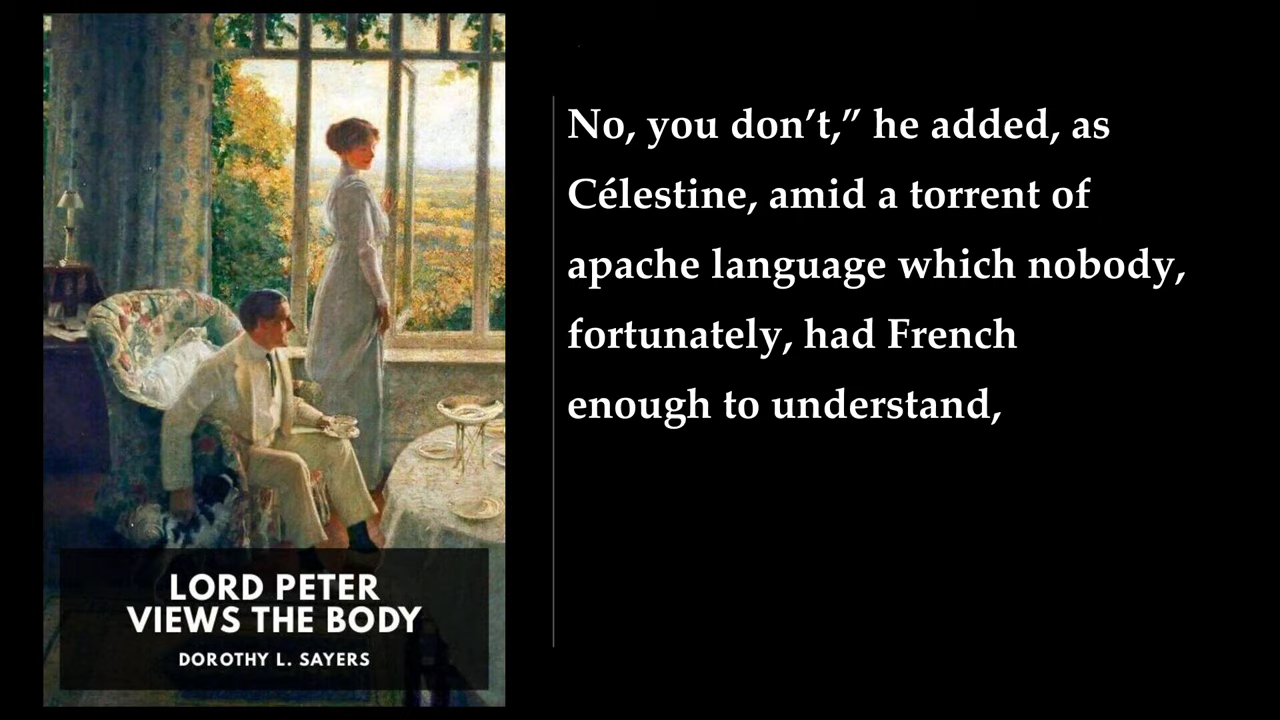 No, you don’t,” he added, as
Célestine, amid a torrent of
apache language which nobody,
fortunately, had French
enough to understand,
LORD PETER
VIEWS THE BODY
DOROTHY L. SAYERS